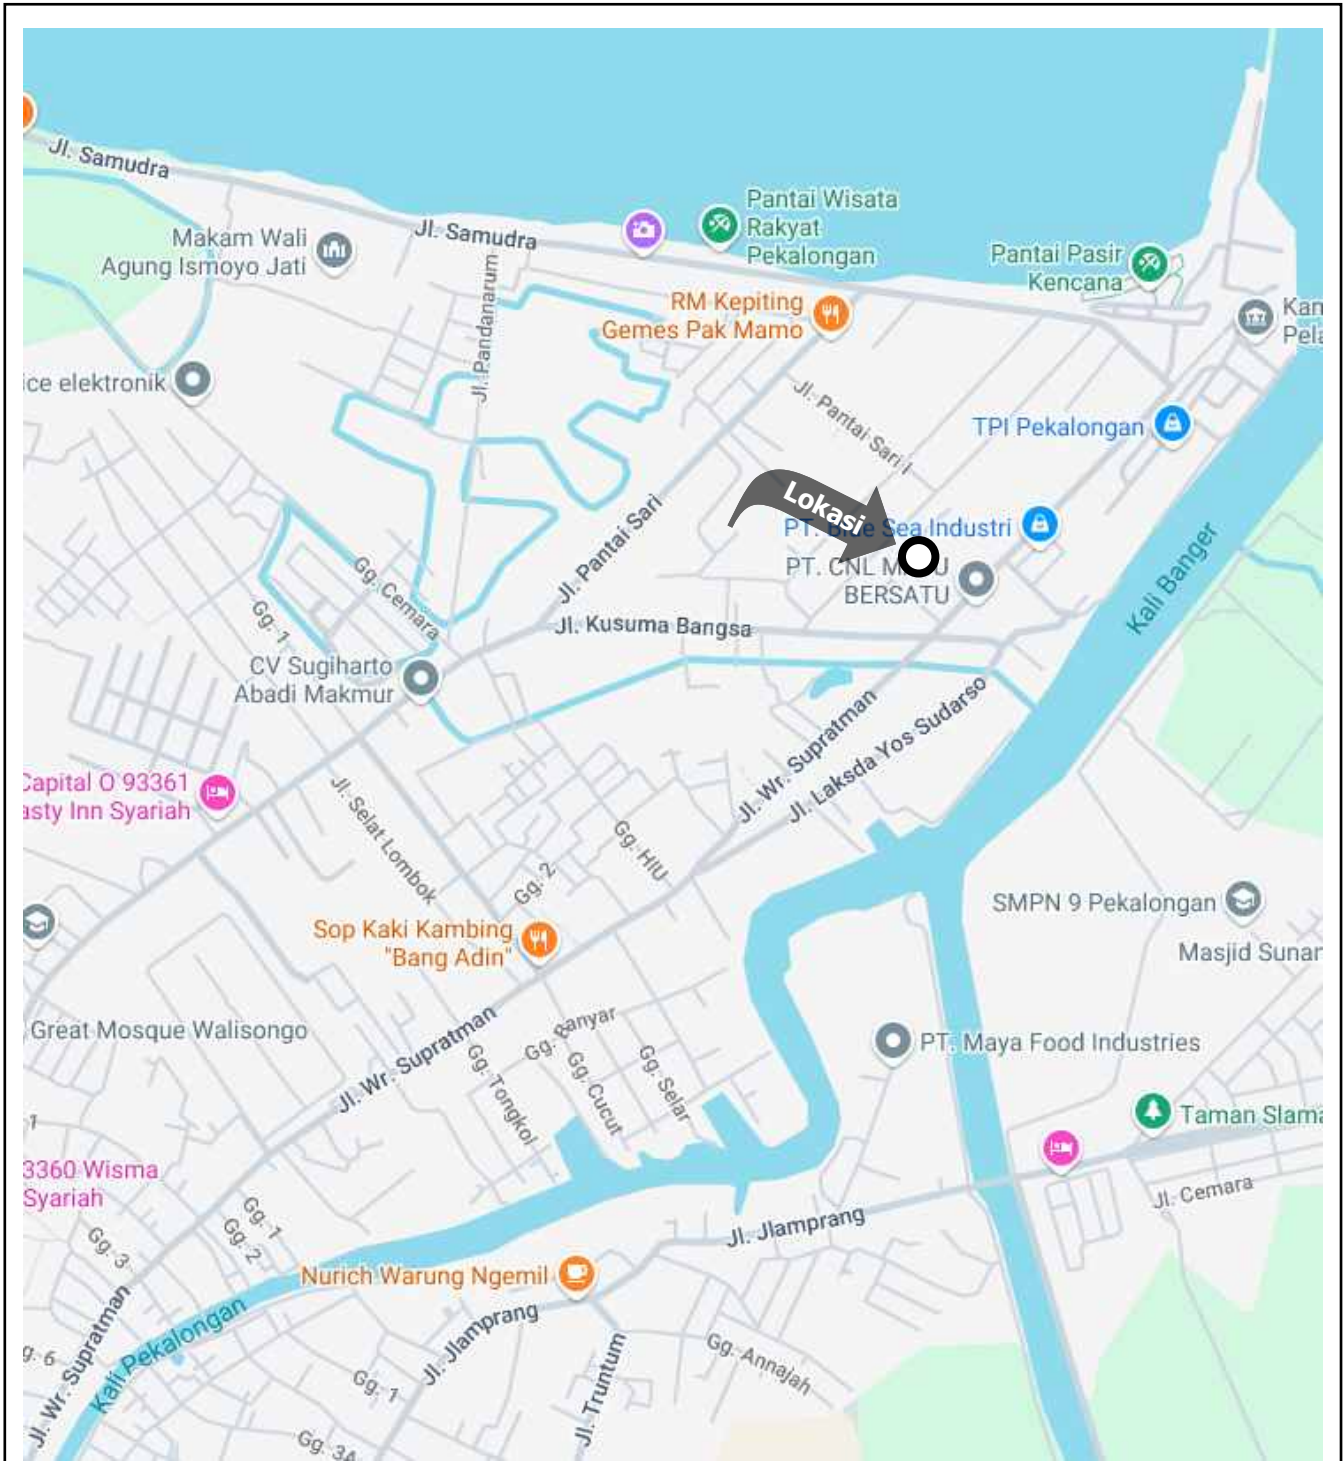 Jl. Samudra
Makam Wali
Agung Ismoyo Jati
Jl. Samudra
Pantai Wisata
Rakyat
Pekalongan
Pantai Pasir
Kencana
Jl. Pandanarum
RM Kepiting
Gemes Pak Mamo
Kan
Pela
ice elektronik
Jl. Pantai Sari I
TPI Pekalongan
Lokasi
PT. Blue Sea Industri
PT. CNL
BERSATU
Jl. Pantai Sari
Kali Banger
Gg. Cemara
Gg. 1
Jl. Kusuma Bangsa
CV Sugiharto
Abadi Makmur
Jl. Wr. Supratman
Jl. Laksda Yos Sudarso
Capital O 93361
asty Inn Syariah
Jl. Selat Lombok
Gg. HIU
Gg. 2
SMPN 9 Pekalongan
Sop Kaki Kambing
"Bang Adin"
Masjid Sunan
Great Mosque Walisongo
Jl. Wr. Supratman
Gg. Banyar
Gg. Tongkol
Gg. Cucut
Gg. Selar
PT. Maya Food Industries
Taman Slama
1
3360 Wisma
Syariah
Jl. Cemara
Gg. 1
Gg. 2
Gg. 3
Jl. Jlamprang
Nurich Warung Ngemil
Jl. Wr. Supratman
Kali Pekalongan
Jl. Jlamprang
Jl. Truntum
Gg. Annajah
g. 6
Gg. 1
Gg. 3A